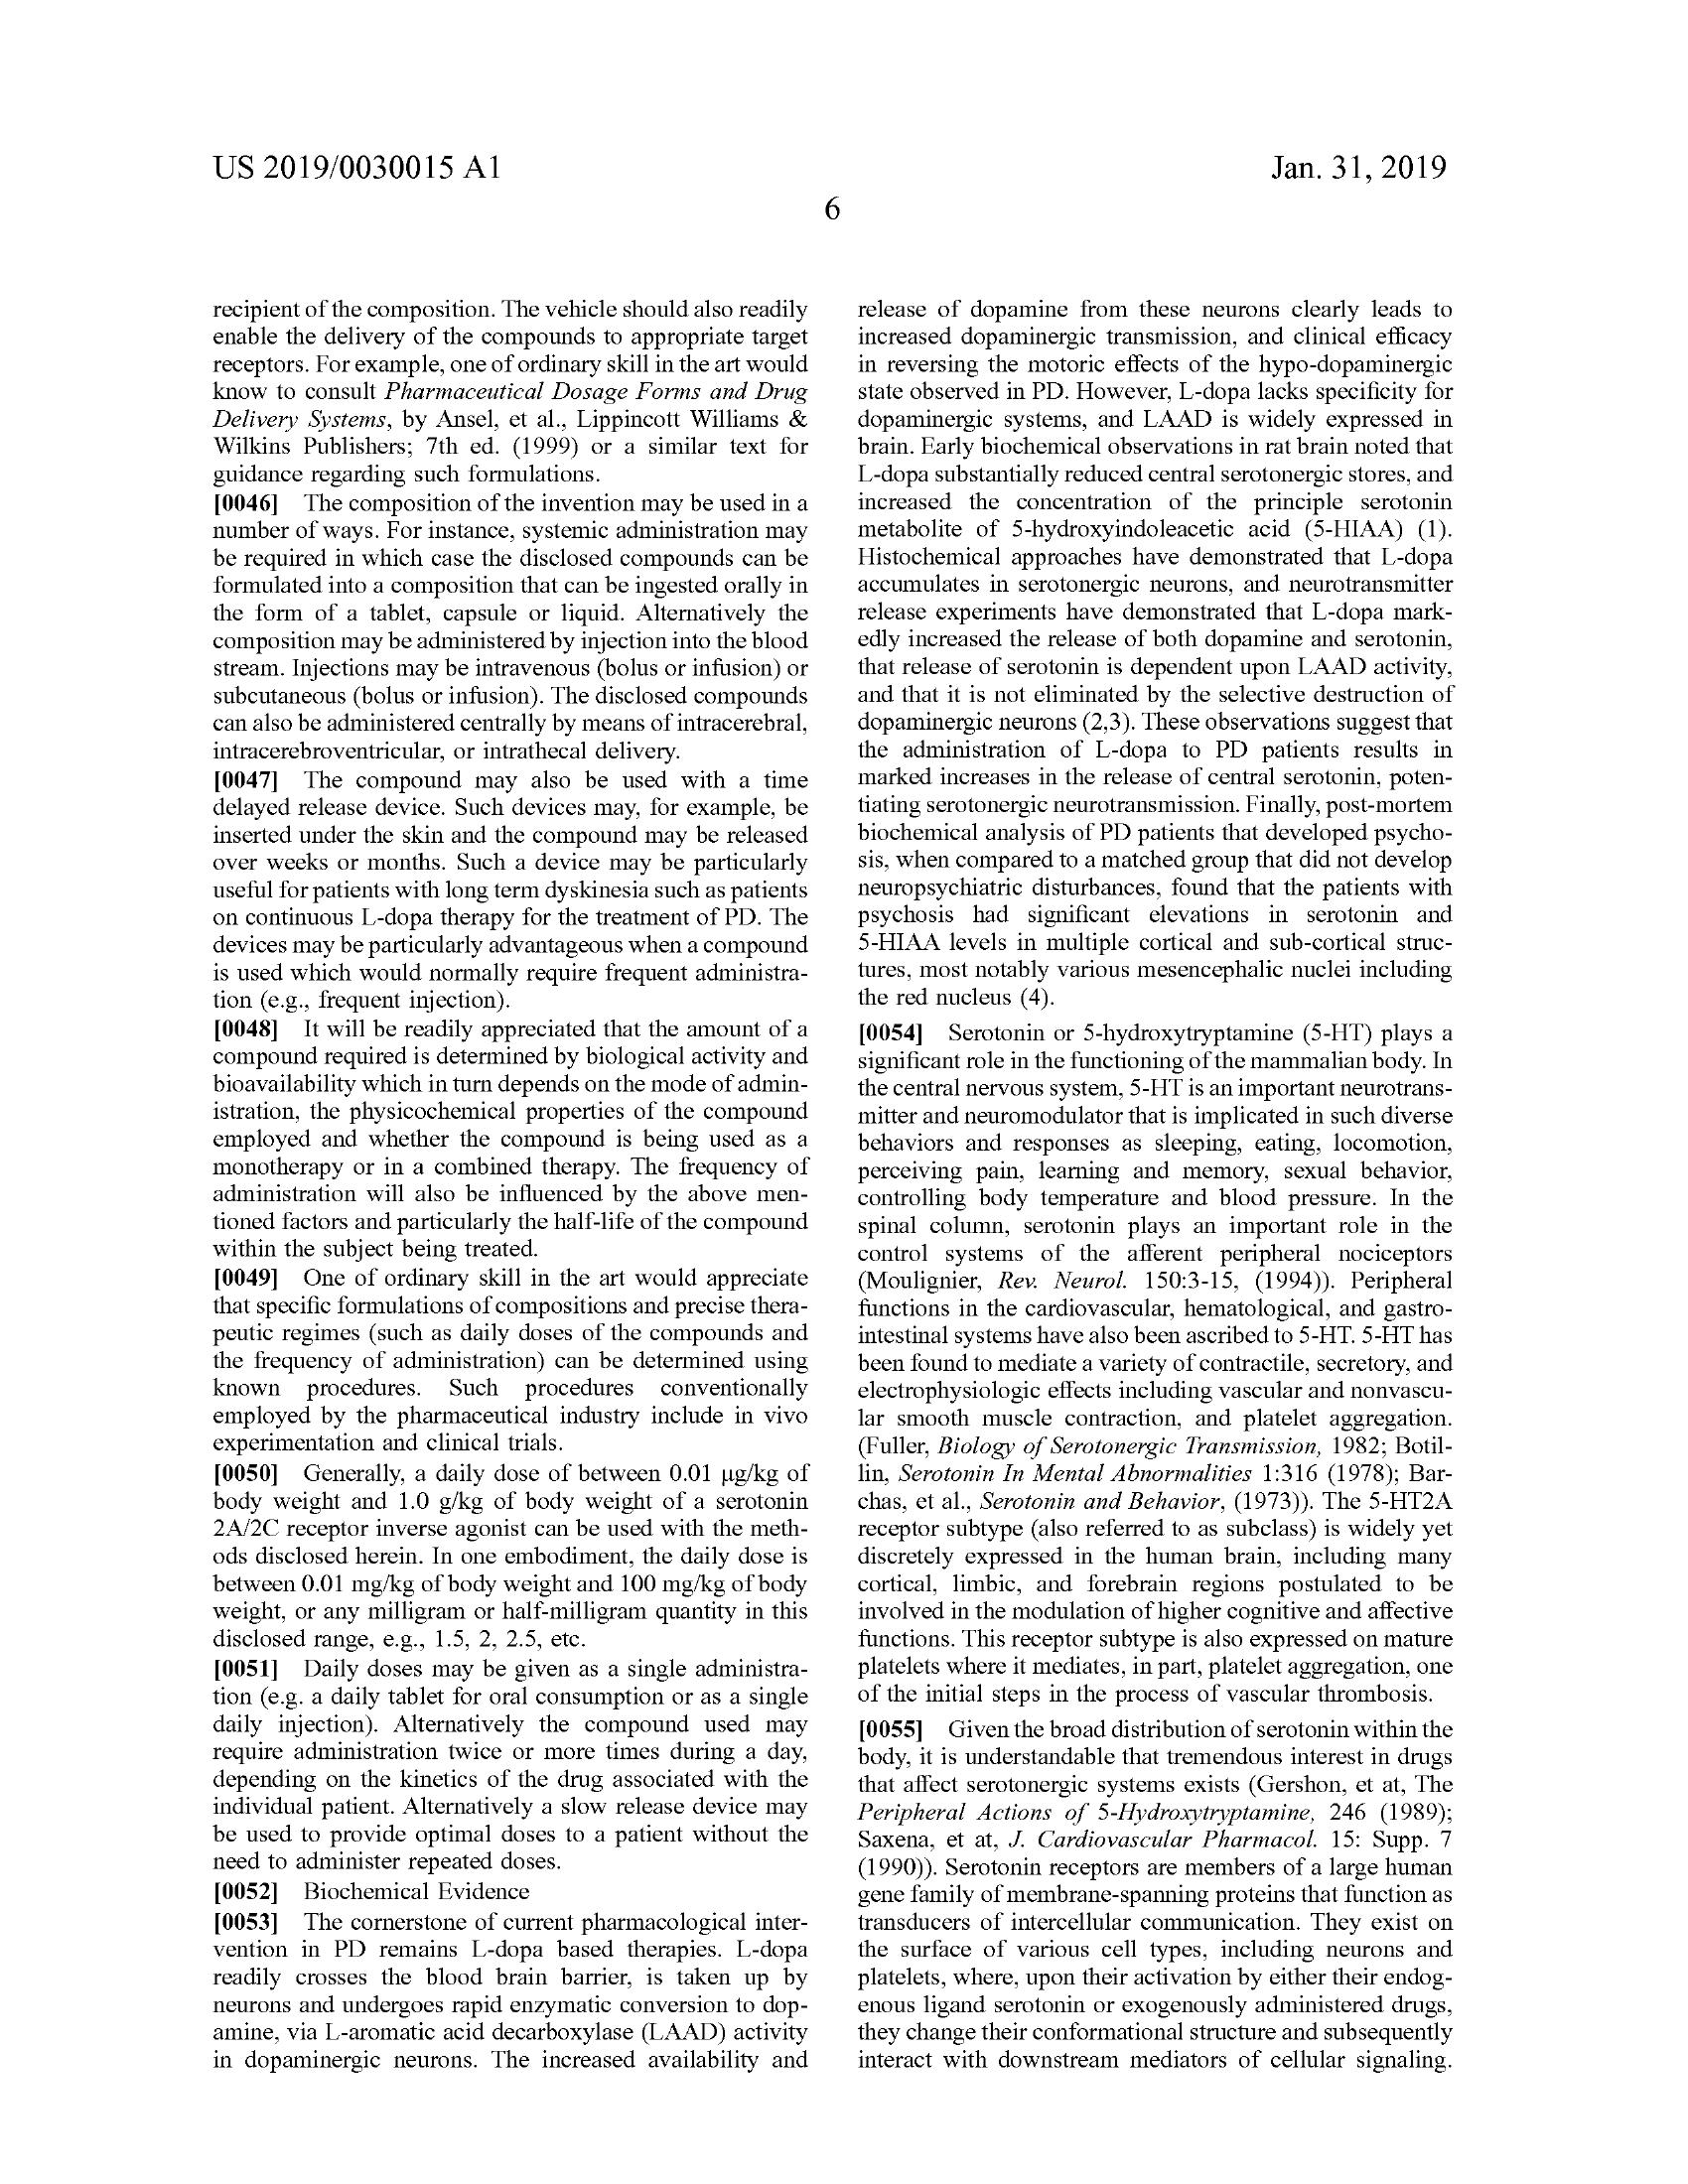 US 2019/0030015 A1
Jan. 31, 2019
6
recipient of the composition. The vehicle should also readily
enable the delivery of the compounds to appropriate target
receptors. For example, one of ordinary skill in the art would
know to consult Pharmaceutical Dosage Forms and Drug
Delivery Systems, by Ansel, et al., Lippincott Williams &
Wilkins Publishers; 7th ed. (1999) or a similar text for
guidance regarding such formulations.
[0046] The composition of the invention may be used in a
number of ways. For instance, systemic administration may
be required in which case the disclosed compounds can be
formulated into a composition that can be ingested orally in
the form of a tablet, capsule or liquid. Alternatively the
composition may be administered by injection into the blood
stream. Injections may be intravenous (bolus or infusion) or
subcutaneous (bolus or infusion). The disclosed compounds
can also be administered centrally by means of intracerebral,
intracerebroventricular, or intrathecal delivery.
[0047] The compound may also be used with a time
delayed release device. Such devices may, for example, be
inserted under the skin and the compound may be released
over weeks or months. Such a device may be particularly
useful for patients with long term dyskinesia such as patients
on continuous L-dopa therapy for the treatment of PD. The
devices may be particularly advantageous when a compound
is used which would normally require frequent administra-
tion (e.g., frequent injection).
[0048] It will be readily appreciated that the amount of a
compound required is determined by biological activity and
bioavailability which in turn depends on the mode of admin-
istration, the physicochemical properties of the compound
employed and whether the compound is being used as a
monotherapy or in a combined therapy. The frequency of
administration will also be influenced by the above men-
tioned factors and particularly the half-life of the compound
within the subject being treated.
[0049] One of ordinary skill in the art would appreciate
that specific formulations of compositions and precise thera-
peutic regimes (such as daily doses of the compounds and
the frequency of administration) can be determined using
known procedures. Such procedures conventionally
employed by the pharmaceutical industry include in vivo
experimentation and clinical trials.
[0050] Generally, a daily dose of between 0.01 μg/kg of
body weight and 1.0 g/kg of body weight of a serotonin
2A/2C receptor inverse agonist can be used with the meth-
ods disclosed herein. In one embodiment, the daily dose is
between 0.01 mg/kg of body weight and 100 mg/kg of body
weight, or any milligram or half-milligram quantity in this
disclosed range, e.g., 1.5, 2, 2.5, etc.
[0051] Daily doses may be given as a single administra-
tion (e.g. a daily tablet for oral consumption or as a single
daily injection). Alternatively the compound used may
require administration twice or more times during a day,
depending on the kinetics of the drug associated with the
individual patient. Alternatively a slow release device may
be used to provide optimal doses to a patient without the
need to administer repeated doses.
[0052] Biochemical Evidence
[0053] The cornerstone of current pharmacological inter-
vention in PD remains L-dopa based therapies. L-dopa
readily crosses the blood brain barrier, is taken up by
neurons and undergoes rapid enzymatic conversion to dop-
amine, via L-aromatic acid decarboxylase (LAAD) activity
in dopaminergic neurons. The increased availability and
release of dopamine from these neurons clearly leads to
increased dopaminergic transmission, and clinical efficacy
in reversing the motoric effects of the hypo-dopaminergic
state observed in PD. However, L-dopa lacks specificity for
dopaminergic systems, and LAAD is widely expressed in
brain. Early biochemical observations in rat brain noted that
L-dopa substantially reduced central serotonergic stores, and
increased the concentration of the principle serotonin
metabolite of 5-hydroxyindoleacetic acid (5-HIAA) (1).
Histochemical approaches have demonstrated that L-dopa
accumulates in serotonergic neurons, and neurotransmitter
release experiments have demonstrated that L-dopa mark-
edly increased the release of both dopamine and serotonin,
that release of serotonin is dependent upon LAAD activity,
and that it is not eliminated by the selective destruction of
dopaminergic neurons (2,3). These observations suggest that
the administration of L-dopa to PD patients results in
marked increases in the release of central serotonin, poten-
tiating serotonergic neurotransmission. Finally, post-mortem
biochemical analysis of PD patients that developed psycho-
sis, when compared to a matched group that did not develop
neuropsychiatric disturbances, found that the patients with
psychosis had significant elevations in serotonin and
5-HIAA levels in multiple cortical and sub-cortical struc-
tures, most notably various mesencephalic nuclei including
the red nucleus (4).
[0054] Serotonin or 5-hydroxytryptamine (5-HT) plays a
significant role in the functioning of the mammalian body. In
the central nervous system, 5-HT is an important neurotrans-
mitter and neuromodulator that is implicated in such diverse
behaviors and responses as sleeping, eating, locomotion,
perceiving pain, learning and memory, sexual behavior,
controlling body temperature and blood pressure. In the
spinal column, serotonin plays an important role in the
control systems of the afferent peripheral nociceptors
(Moulignier, Rev. Neurol. 150:3-15, (1994)). Peripheral
functions in the cardiovascular, hematological, and gastro-
intestinal systems have also been ascribed to 5-HT. 5-HT has
been found to mediate a variety of contractile, secretory, and
electrophysiologic effects including vascular and nonvascu-
lar smooth muscle contraction, and platelet aggregation.
(Fuller, Biology of Serotonergic Transmission, 1982; Botil-
lin, Serotonin In Mental Abnormalities 1:316 (1978); Bar-
chas, et al., Serotonin and Behavior, (1973)). The 5-HT2A
receptor subtype (also referred to as subclass) is widely yet
discretely expressed in the human brain, including many
cortical, limbic, and forebrain regions postulated to be
involved in the modulation of higher cognitive and affective
functions. This receptor subtype is also expressed on mature
platelets where it mediates, in part, platelet aggregation, one
of the initial steps in the process of vascular thrombosis.
[0055] Given the broad distribution of serotonin within the
body, it is understandable that tremendous interest in drugs
that affect serotonergic systems exists (Gershon, et at, The
Peripheral Actions of 5-Hydroxytryptamine, 246 (1989);
Saxena, et at, J. Cardiovascular Pharmacol. 15: Supp. 7
(1990)). Serotonin receptors are members of a large human
gene family of membrane-spanning proteins that function as
transducers of intercellular communication. They exist on
the surface of various cell types, including neurons and
platelets, where, upon their activation by either their endog-
enous ligand serotonin or exogenously administered drugs,
they change their conformational structure and subsequently
interact with downstream mediators of cellular signaling.